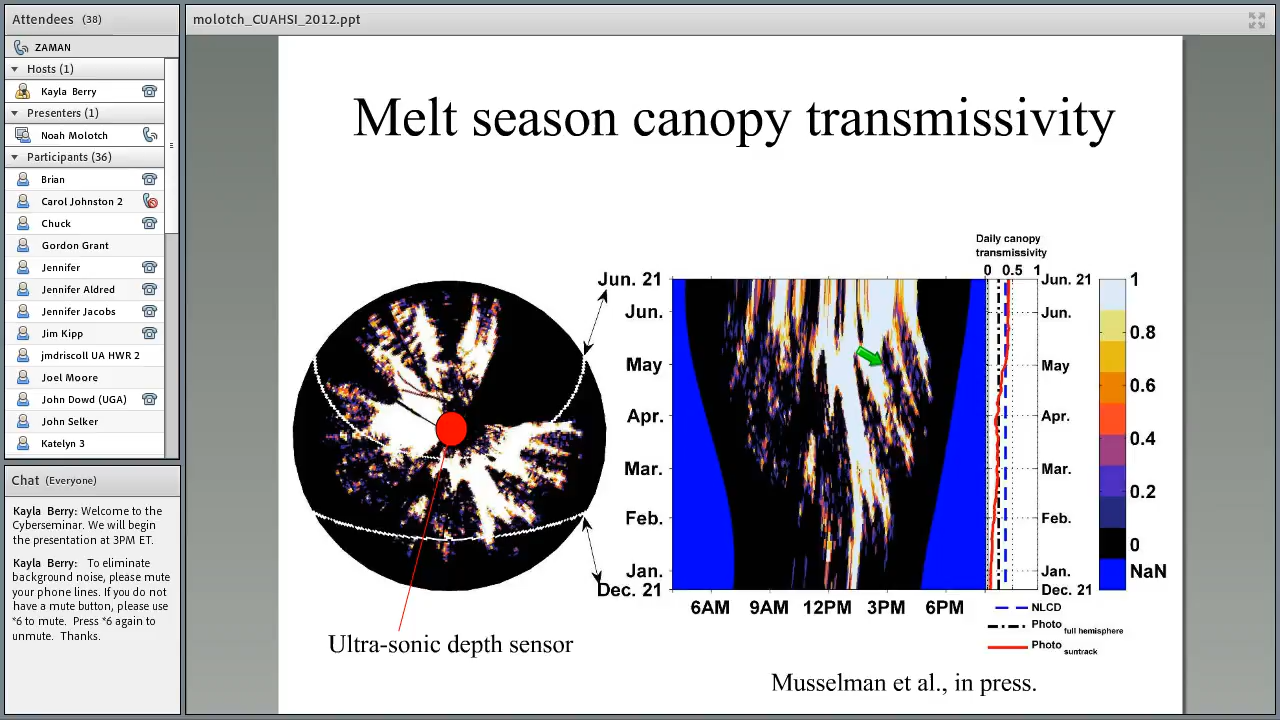 Attendees (38)
ZAMAN
Hosts (1)
Kayla Berry
Presenters (1)
Noah Molotch
Participants (36)
Brian
Carol Johnston 2
Chuck
Gordon Grant
Jennifer
Jennifer Aldred
Jennifer Jacobs
Jim Kipp
jmdriscoll UA HWR 2
Joel Moore
John Dowd (UGA)
John Selker
Katelyn 3
Chat (Everyone)
Kayla Berry: Welcome to the
Cyberseminar. We will begin
the presentation at 3PM ET.
Kayla Berry: To eliminate
background noise, please mute
your phone lines. If you do not
have a mute button, please use
*6 to mute. Press *6 again to
unmute. Thanks.
molotch_CUAHSI_2012.ppt
Melt season canopy transmissivity
Daily canopy
transmissivity
0 0.5 1
Jun. 21
Jun.
May
Apr.
Mar.
Feb.
Jan.
Dec. 21
6AM 9AM 12PM 3PM 6PM
Jun. 21
Jun.
May
Apr.
Mar.
Feb.
Jan.
Dec. 21
1
0.8
0.6
0.4
0.2
0
NaN
NLCD
Photo full hemisphere
Photo suntrack
Ultra-sonic depth sensor
Musselman et al., in press.